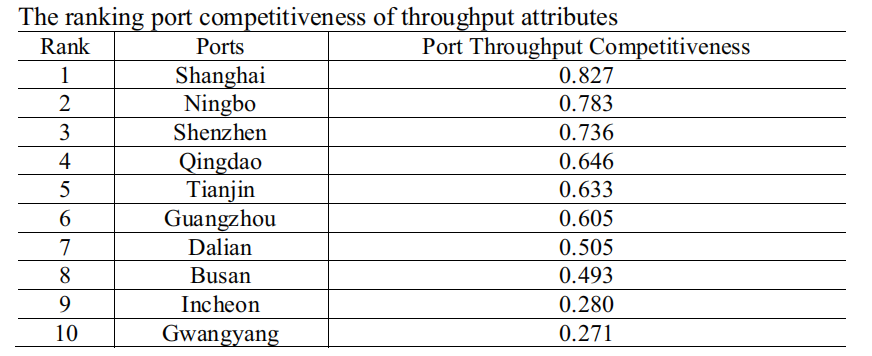 The ranking port competitiveness of throughput attributes
Rank Ports Port Throughput Competitiveness
1 Shanghai 0.827
2 Ningbo 0.783
3 Shenzhen 0.736
4 Qingdao 0.646
5 Tianjin 0.633
6 Guangzhou 0.605
7 Dalian 0.505
8 Busan 0.493
9 Incheon 0.280
10 Gwangyang 0.271